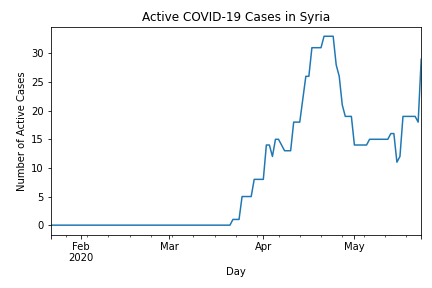 Active COVID-19 Cases in Syria
Number of Active Cases
30
25
20
15
10
5
0
Feb
2020
Mar
Apr
May
Day